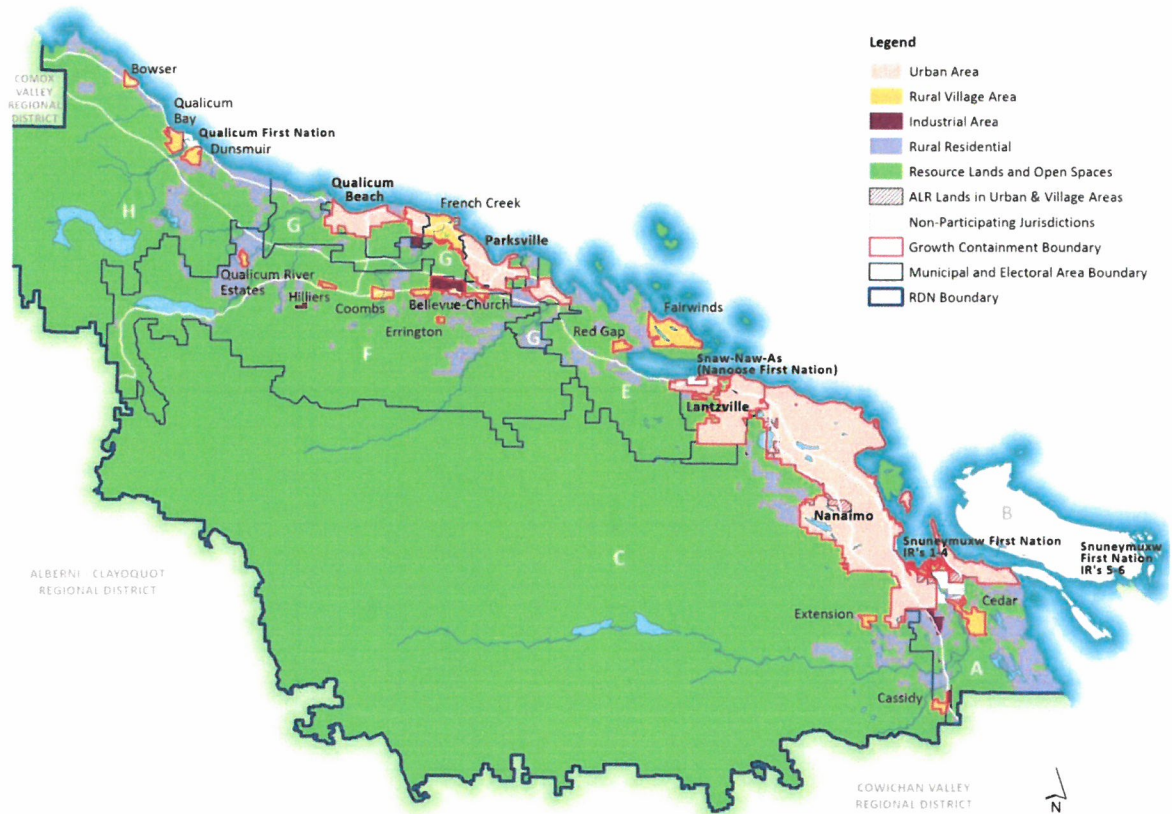 Legend
Urban Area
Rural Village Area
Industrial Area
Rural Residential
Resource Lands and Open Spaces
ALR Lands in Urban & Village Areas
Non-Participating Jurisdictions
Growth Containment Boundary
Municipal and Electoral Area Boundary
RDN Boundary
Bowser
COMOX
VALLEY
REGIONAL
DISTRICT
Qualicum
Bay
Qualicum First Nation
Dunsmuir
Qualicum
Beach
French Creek
H
G
Parksville
G
Qualicum River
Estates
Hilliers
Coombs
Bellevue-Church
Errington
Fairwinds
Red Gap
G
F
Snaw-Naw-As
(Nanoose First Nation)
E
Lantzville
Nanaimo
B
Snuneymuxw First Nation
IR's 1-4
Snuneymuxw
First Nation
IR's 5-6
C
ALBERNI - CLAYOQUOT
REGIONAL DISTRICT
Extension
Cedar
A
Cassidy
COWICHAN VALLEY
REGIONAL DISTRICT
N